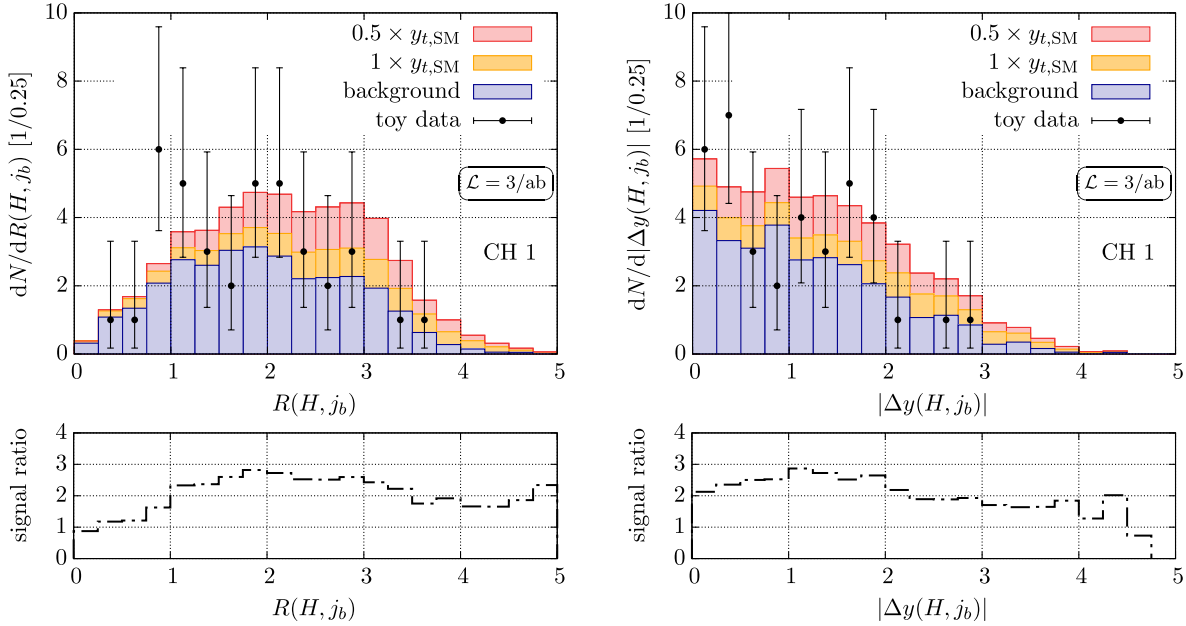 dN/dR(H, j_b) [1/0.25]
10
8
6
4
2
0
0.5 × y_{t,SM}
1 × y_{t,SM}
background
toy data
ℒ = 3/ab
CH 1
0 1 2 3 4 5
R(H, j_b)
signal ratio
4
3
2
1
0
0 1 2 3 4 5
R(H, j_b)
dN/d|Δy(H, j_b)| [1/0.25]
10
8
6
4
2
0
0.5 × y_{t,SM}
1 × y_{t,SM}
background
toy data
ℒ = 3/ab
CH 1
0 1 2 3 4 5
|Δy(H, j_b)|
signal ratio
4
3
2
1
0
0 1 2 3 4 5
|Δy(H, j_b)|